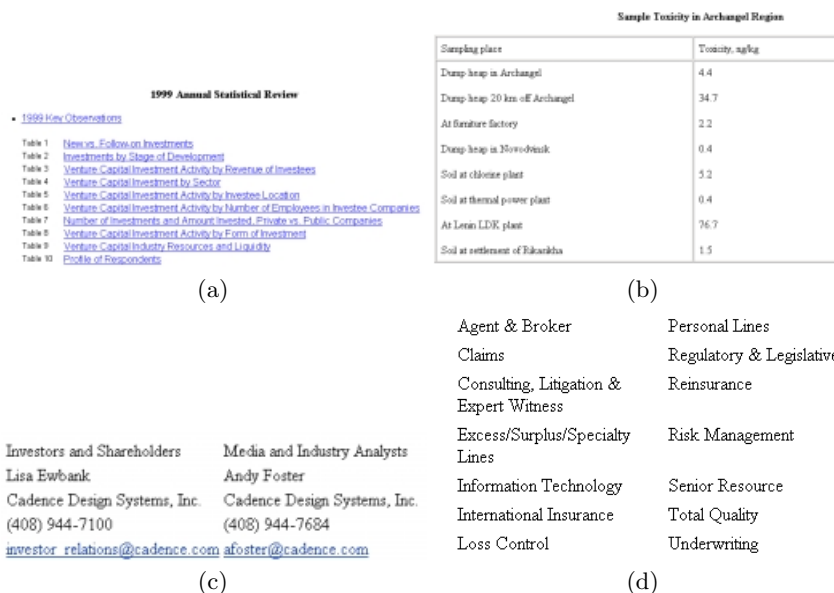 1999 Annual Statistical Review
1999 Key Observations
Table 1 New vs. Follow-on Investments
Table 2 Investments by Stage of Development
Table 3 Venture Capital Investment Activity by Revenue of Investees
Table 4 Venture Capital Investment by Sector
Table 5 Venture Capital Investment Activity by Investee Location
Table 6 Venture Capital Investment Activity by Number of Employees in Investee Companies
Table 7 Number of Investments and Amount Invested, Private vs. Public Companies
Table 8 Venture Capital Investment Activity by Form of Investment
Table 9 Venture Capital Industry Resources and Liquidity
Table 10 Profile of Respondents
(a)
Sample Toxicity in Archangel Region
Sampling place Toxicity, ng/kg
Dump heap in Archangel 4.4
Dump heap 20 km off Archangel 34.7
At furniture factory 2.2
Dump heap in Novodvinsk 0.4
Soil at chlorine plant 5.2
Soil at thermal power plant 0.4
At Lenin LDK plant 76.7
Soil at settlement of Rikasikha 1.5
(b)
Investors and Shareholders Media and Industry Analysts
Lisa Ewbank Andy Foster
Cadence Design Systems, Inc. Cadence Design Systems, Inc.
(408) 944-7100 (408) 944-7684
investor_relations@cadence.com afoster@cadence.com
(c)
Agent & Broker Personal Lines
Claims Regulatory & Legislative
Consulting, Litigation & Reinsurance
Expert Witness
Excess/Surplus/Specialty Risk Management
Lines
Information Technology Senior Resource
International Insurance Total Quality
Loss Control Underwriting
(d)